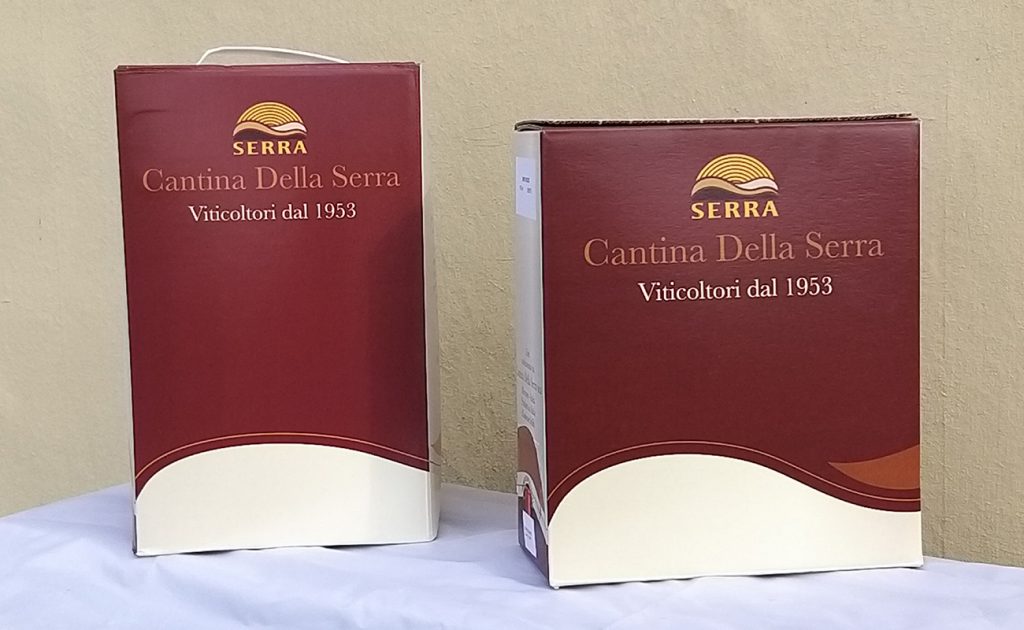 SERRA
Cantina Della Serra
Viticoltori dal 1953
SERRA
Cantina Della Serra
Viticoltori dal 1953